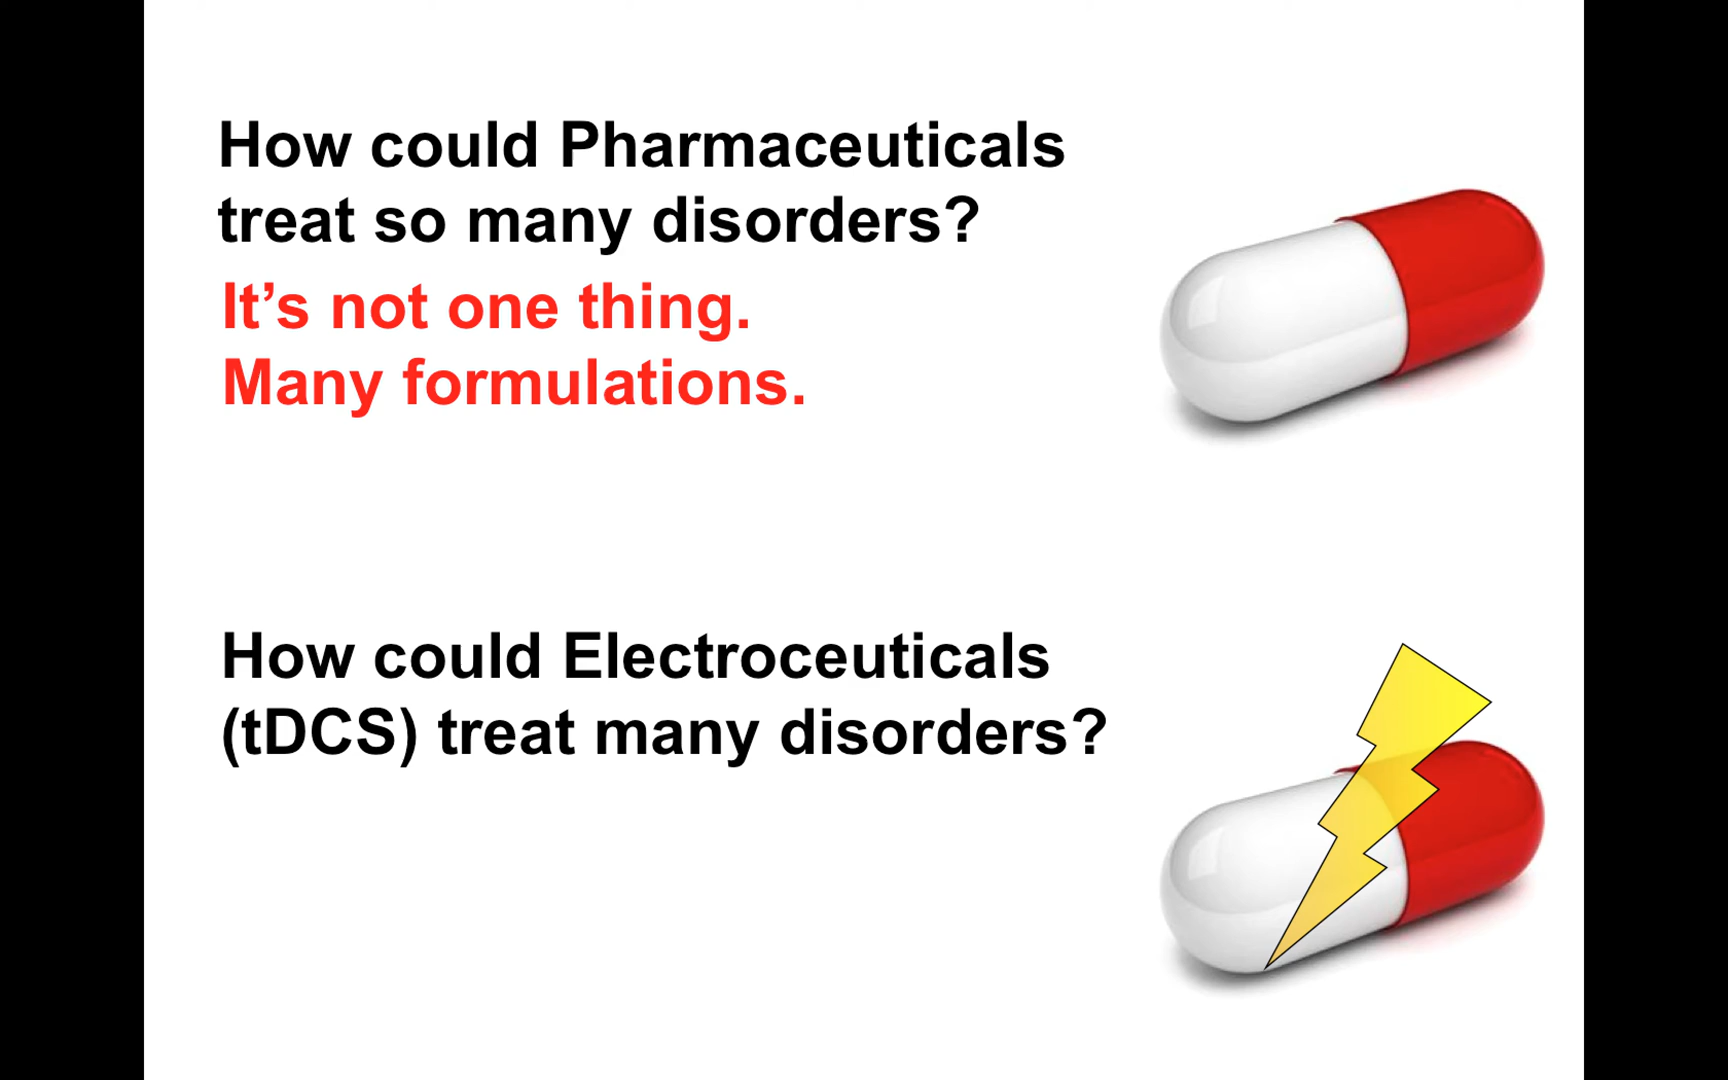 How could Pharmaceuticals
treat so many disorders?
It’s not one thing.
Many formulations.
How could Electroceuticals
(tDCS) treat many disorders?